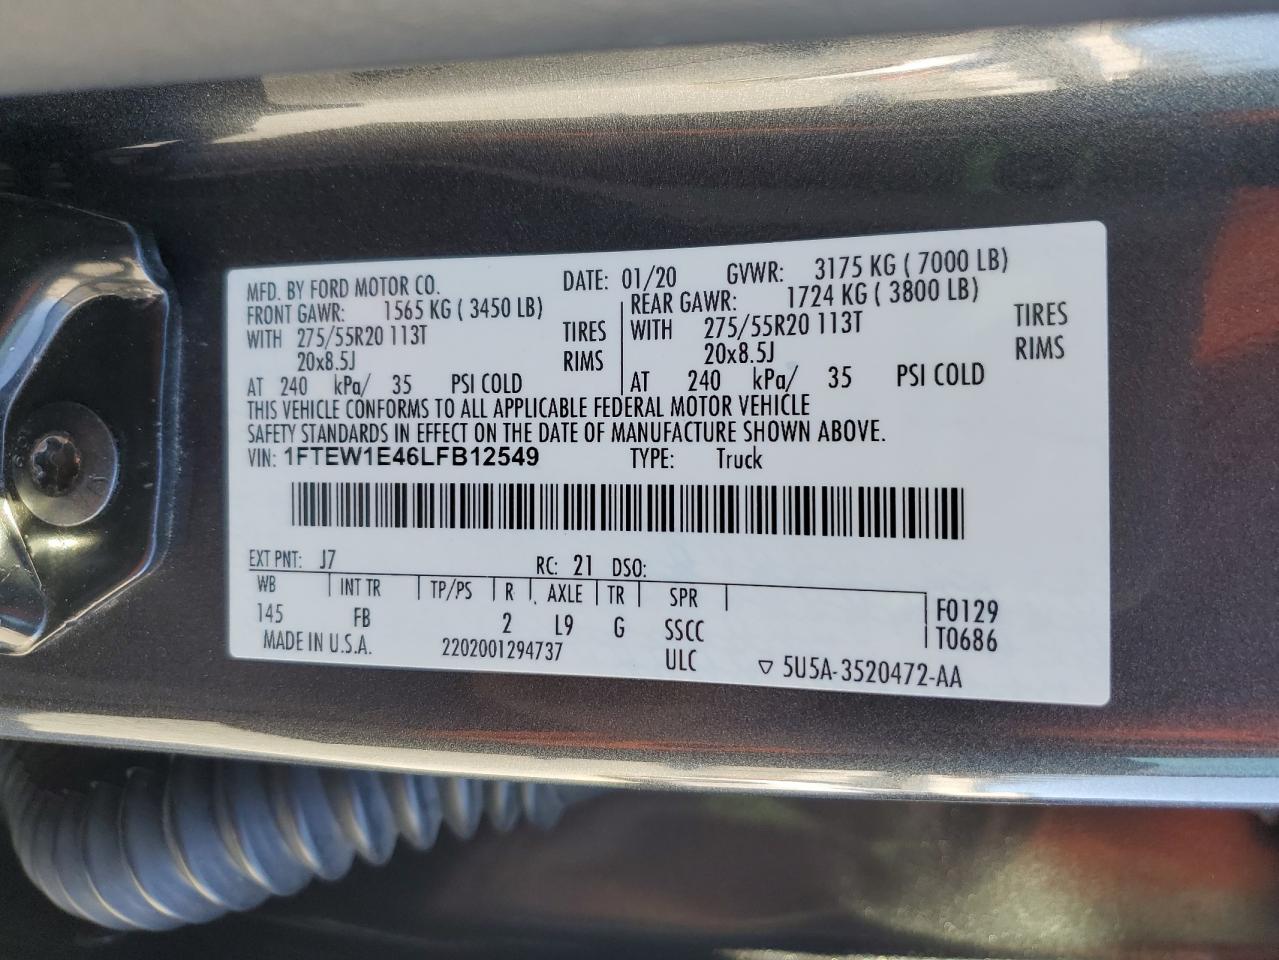 MFD. BY FORD MOTOR CO. DATE: 01/20 GVWR: 3175 KG ( 7000 LB)
FRONT GAWR: 1565 KG ( 3450 LB) REAR GAWR: 1724 KG ( 3800 LB)
WITH 275/55R20 113T TIRES WITH 275/55R20 113T TIRES
20x8.5J RIMS 20x8.5J RIMS
AT 240 kPa/ 35 PSI COLD AT 240 kPa/ 35 PSI COLD
THIS VEHICLE CONFORMS TO ALL APPLICABLE FEDERAL MOTOR VEHICLE
SAFETY STANDARDS IN EFFECT ON THE DATE OF MANUFACTURE SHOWN ABOVE.
VIN: 1FTEW1E46LFB12549 TYPE: Truck
EXT PNT: J7 RC: 21 DSO:
WB INT TR TP/PS R AXLE TR SPR F0129
145 FB 2 L9 G SSCC T0686
MADE IN U.S.A. 2202001294737 ULC ▽ 5U5A-3520472-AA